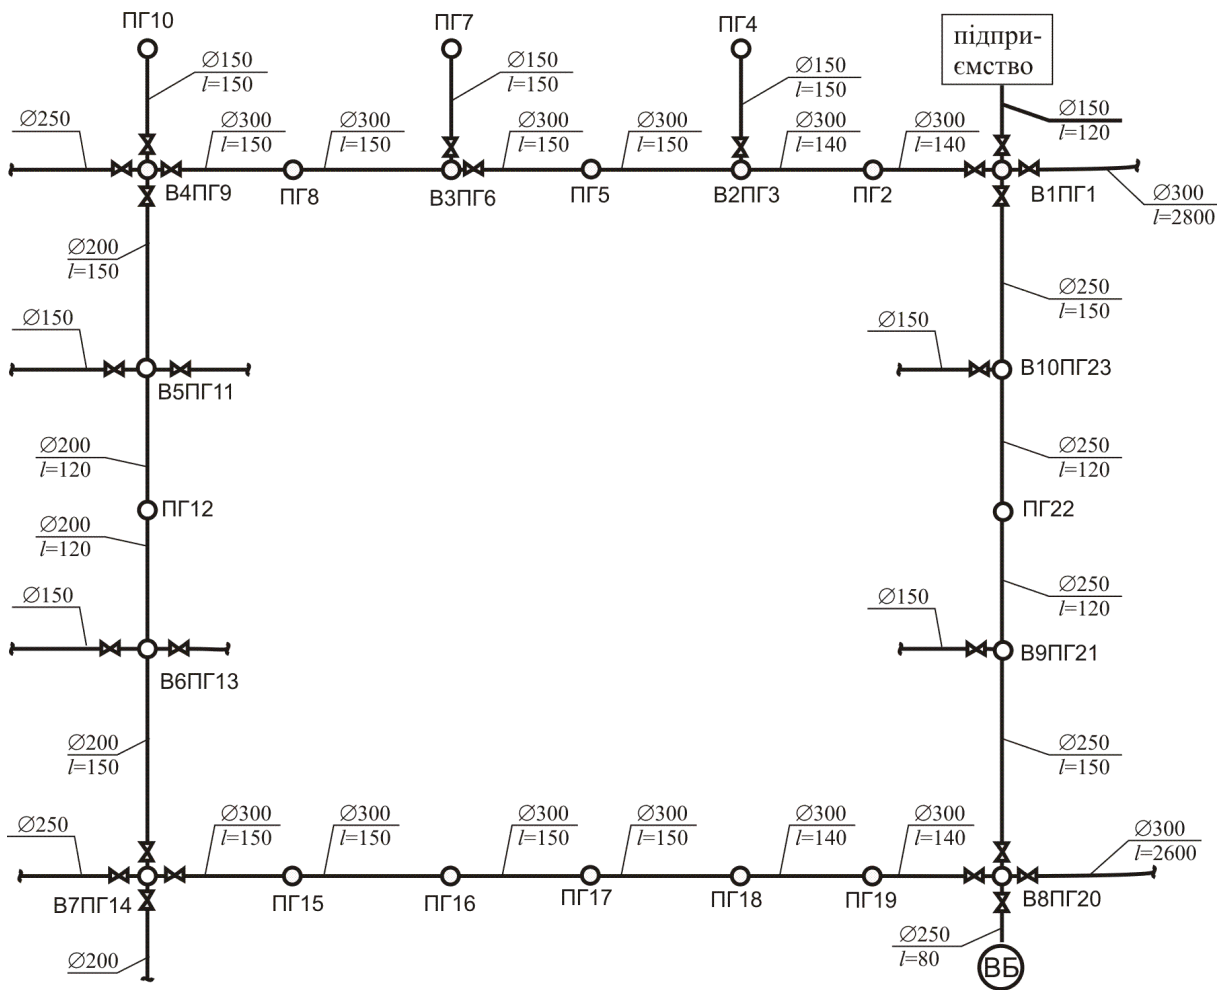 ПГ10
ПГ7
ПГ4
підпри-
ємство
∅150
l=150
∅150
l=150
∅150
l=150
∅150
l=120
∅250
∅300
l=150
∅300
l=150
∅300
l=150
∅300
l=150
∅300
l=140
∅300
l=140
В4ПГ9
ПГ8
В3ПГ6
ПГ5
В2ПГ3
ПГ2
В1ПГ1
∅300
l=2800
∅200
l=150
∅250
l=150
∅150
∅150
В5ПГ11
В10ПГ23
∅200
l=120
∅250
l=120
ПГ12
ПГ22
∅200
l=120
∅250
l=120
∅150
∅150
В6ПГ13
В9ПГ21
∅200
l=150
∅250
l=150
∅250
∅300
l=150
∅300
l=150
∅300
l=150
∅300
l=150
∅300
l=140
∅300
l=140
∅300
l=2600
В7ПГ14
ПГ15
ПГ16
ПГ17
ПГ18
ПГ19
В8ПГ20
∅200
∅250
l=80
ВБ